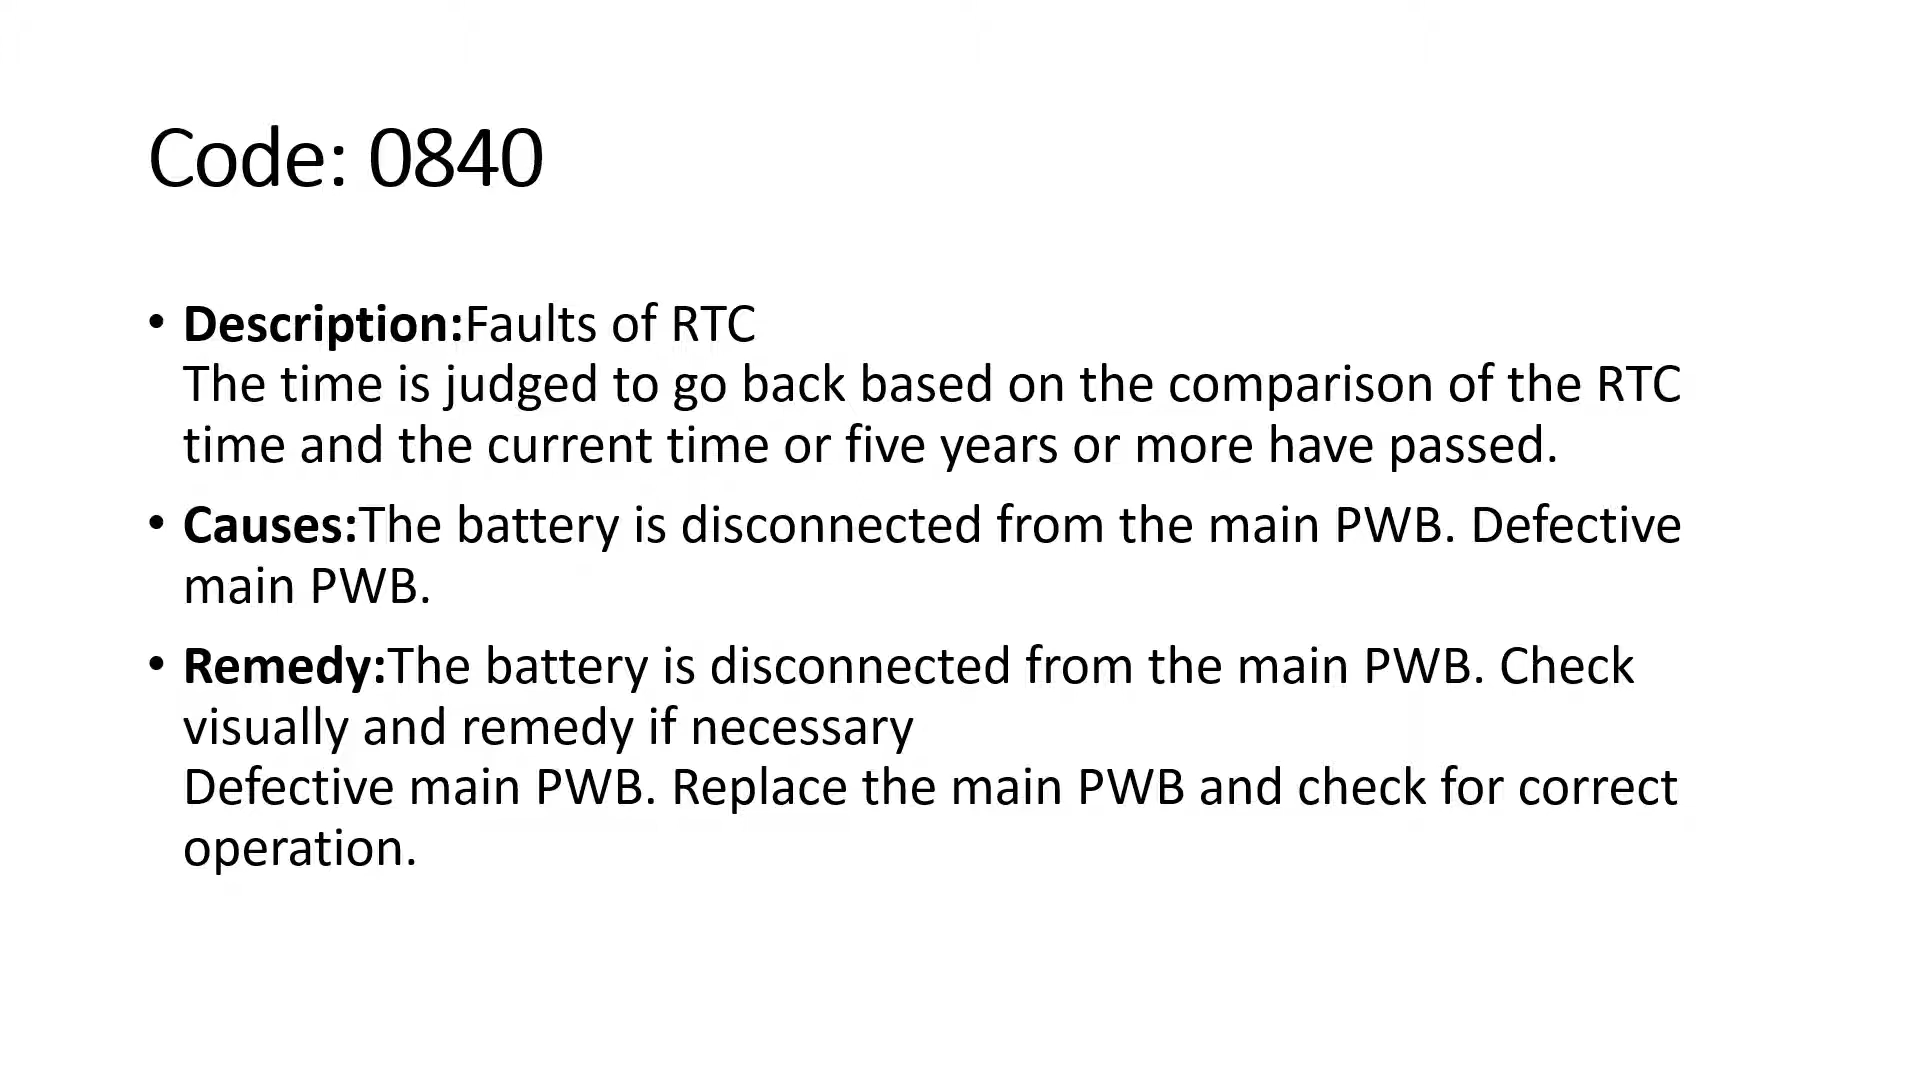 Code: 0840
• Description:Faults of RTC
The time is judged to go back based on the comparison of the RTC
time and the current time or five years or more have passed.
• Causes:The battery is disconnected from the main PWB. Defective
main PWB.
• Remedy:The battery is disconnected from the main PWB. Check
visually and remedy if necessary
Defective main PWB. Replace the main PWB and check for correct
operation.